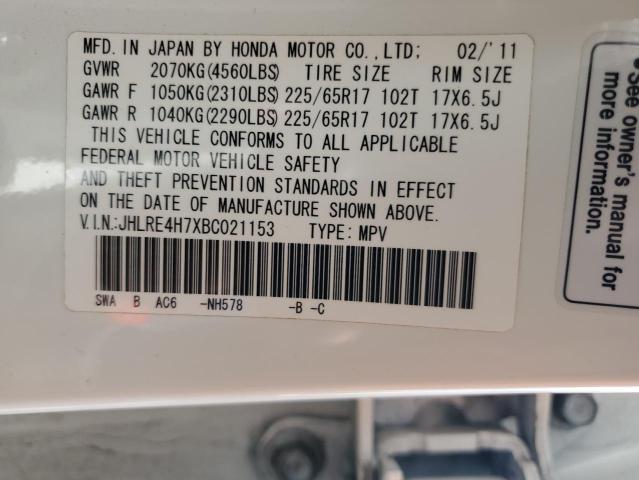 MFD. IN JAPAN BY HONDA MOTOR CO.,LTD; 02/'11
GVWR 2070KG(4560LBS) TIRE SIZE RIM SIZE
GAWR F 1050KG(2310LBS) 225/65R17 102T 17X6.5J
GAWR R 1040KG(2290LBS) 225/65R17 102T 17X6.5J
THIS VEHICLE CONFORMS TO ALL APPLICABLE
FEDERAL MOTOR VEHICLE SAFETY
AND THEFT PREVENTION STANDARDS IN EFFECT
ON THE DATE OF MANUFACTURE SHOWN ABOVE.
V.I.N.:JHLRE4H7XBC021153 TYPE: MPV
SWA B AC6 -NH578 -B -C
•See owner's manual for
more information.